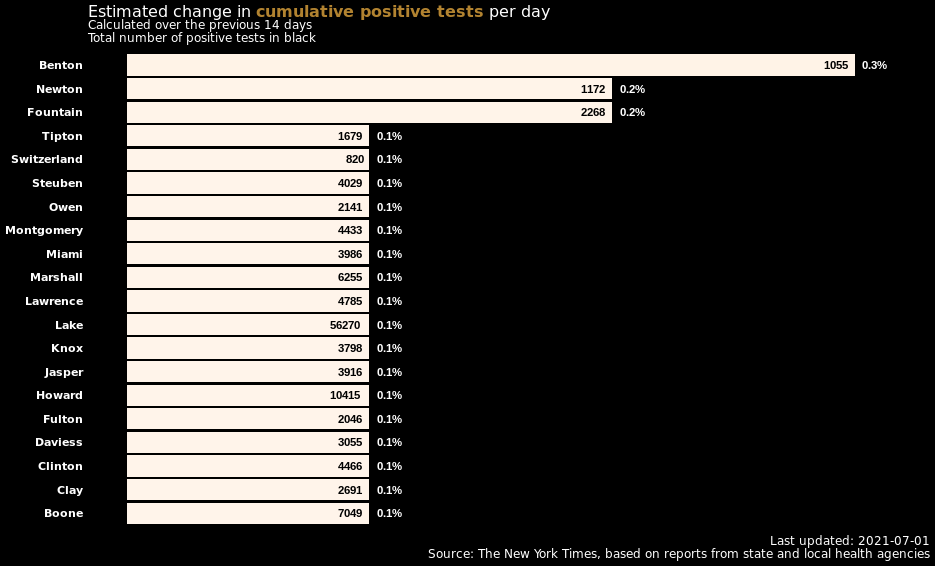 Estimated change in cumulative positive tests per day
Calculated over the previous 14 days
Total number of positive tests in black
Benton 1055 0.3%
Newton 1172 0.2%
Fountain 2268 0.2%
Tipton 1679 0.1%
Switzerland 820 0.1%
Steuben 4029 0.1%
Owen 2141 0.1%
Montgomery 4433 0.1%
Miami 3986 0.1%
Marshall 6255 0.1%
Lawrence 4785 0.1%
Lake 56270 0.1%
Knox 3798 0.1%
Jasper 3916 0.1%
Howard 10415 0.1%
Fulton 2046 0.1%
Daviess 3055 0.1%
Clinton 4466 0.1%
Clay 2691 0.1%
Boone 7049 0.1%
Last updated: 2021-07-01
Source: The New York Times, based on reports from state and local health agencies